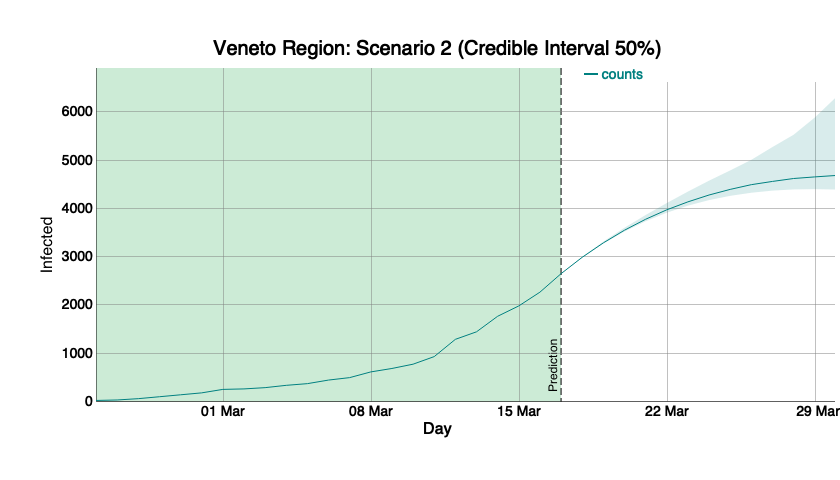 Veneto Region: Scenario 2 (Credible Interval 50%)
counts
6000
5000
4000
3000
2000
1000
0
Infected
Prediction
01 Mar
08 Mar
15 Mar
22 Mar
29 Mar
Day